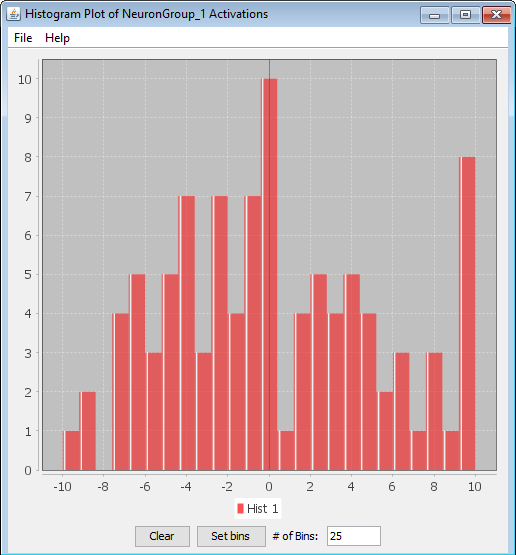 Histogram Plot of NeuronGroup_1 Activations
File Help
10
9
8
7
6
5
4
3
2
1
0
-10 -8 -6 -4 -2 0 2 4 6 8 10
Hist 1
Clear Set bins # of Bins: 25